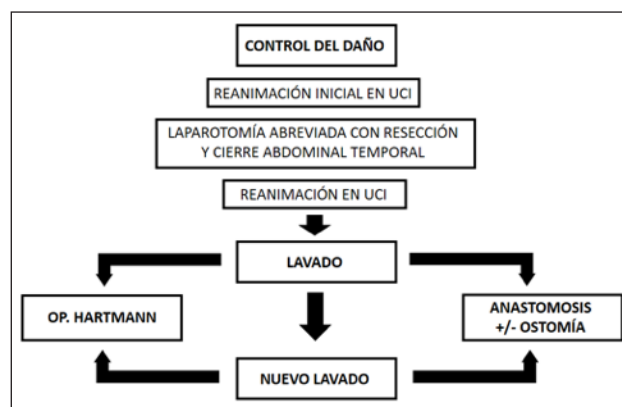 CONTROL DEL DAÑO
REANIMACIÓN INICIAL EN UCI
LAPAROTOMÍA ABREVIADA CON RESECCIÓN
Y CIERRE ABDOMINAL TEMPORAL
REANIMACIÓN EN UCI
LAVADO
OP. HARTMANN
ANASTOMOSIS
+/- OSTOMÍA
NUEVO LAVADO